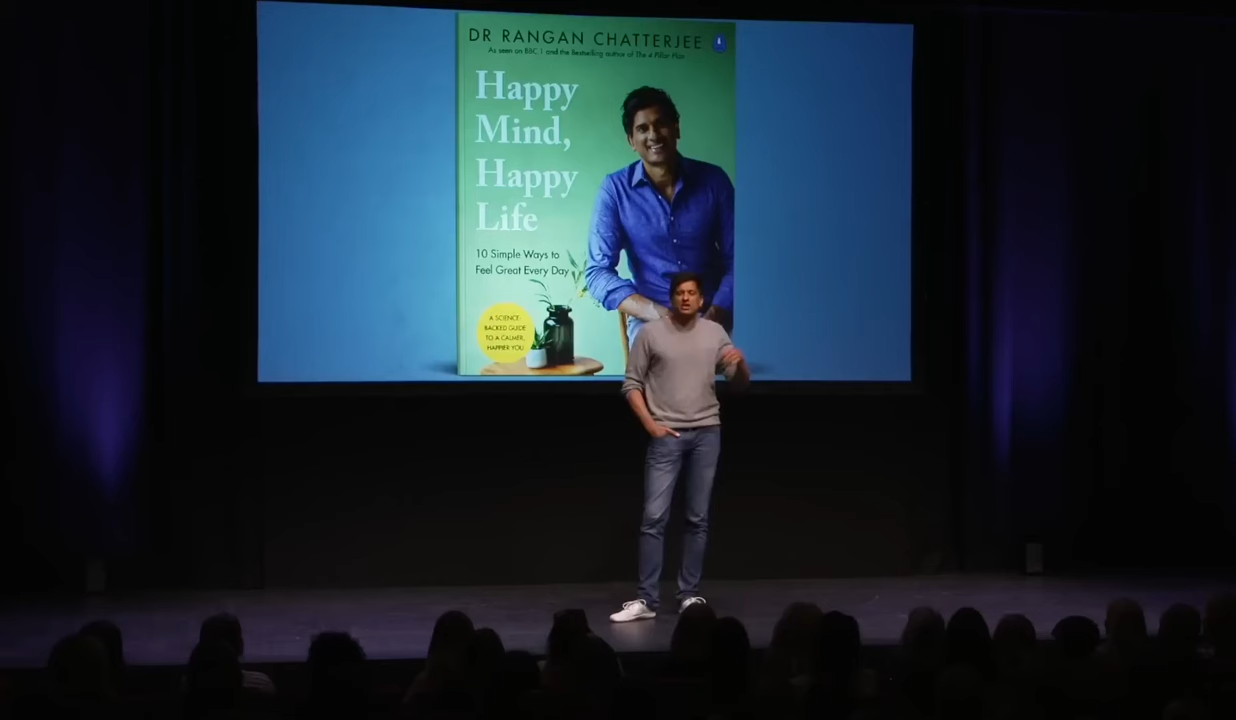 DR RANGAN CHATTERJEE
As seen on BBC 1 and the Bestselling author of The 4 Pillar Plan
Happy
Mind,
Happy
Life
10 Simple Ways to
Feel Great Every Day
A SCIENCE-
BACKED GUIDE
TO A CALMER,
HAPPIER YOU